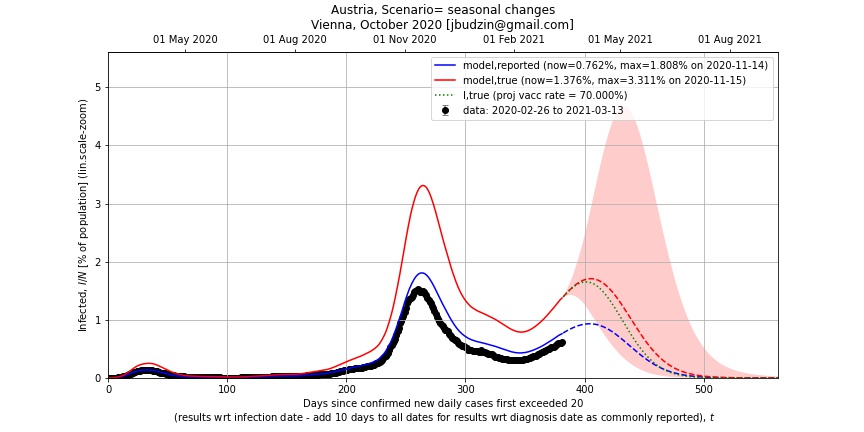 Austria, Scenario= seasonal changes
Vienna, October 2020 [jbudzin@gmail.com]
01 May 2020 01 Aug 2020 01 Nov 2020 01 Feb 2021 01 May 2021 01 Aug 2021
model,reported (now=0.762%, max=1.808% on 2020-11-14)
model,true (now=1.376%, max=3.311% on 2020-11-15)
I,true (proj vacc rate = 70.000%)
data: 2020-02-26 to 2021-03-13
Infected, I/N [% of population] (lin.scale-zoom)
5
4
3
2
1
0
0 100 200 300 400 500
Days since confirmed new daily cases first exceeded 20
(results wrt infection date - add 10 days to all dates for results wrt diagnosis date as commonly reported), t